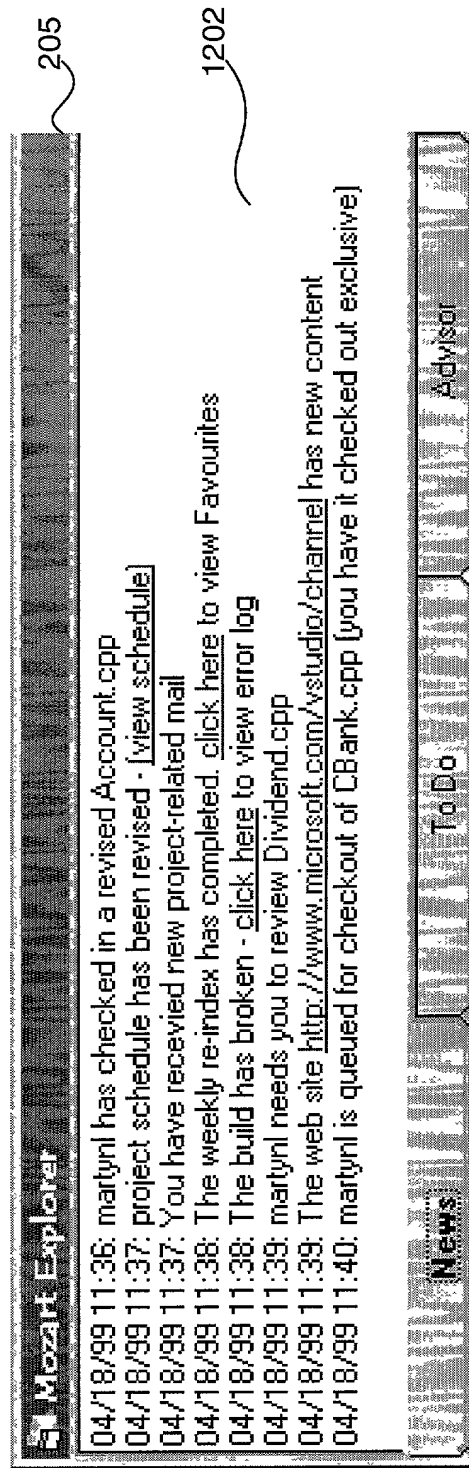 205
Mozart Explorer
1202
04/18/99 11:36: martynl has checked in a revised Account.cpp
04/18/99 11:37: project schedule has been revised - (view schedule)
04/18/99 11:37: You have recevied new project-related mail
04/18/99 11:38: The weekly re-index has completed. click here to view Favourites
04/18/99 11:38: The build has broken - click here to view error log
04/18/99 11:39: martynl needs you to review Dividend.cpp
04/18/99 11:39: The web site http://www.microsoft.com/vstudio/channel has new content
04/18/99 11:40: martynl is queued for checkout of CBank.cpp (you have it checked out exclusive)
News
ToDo
Advisor